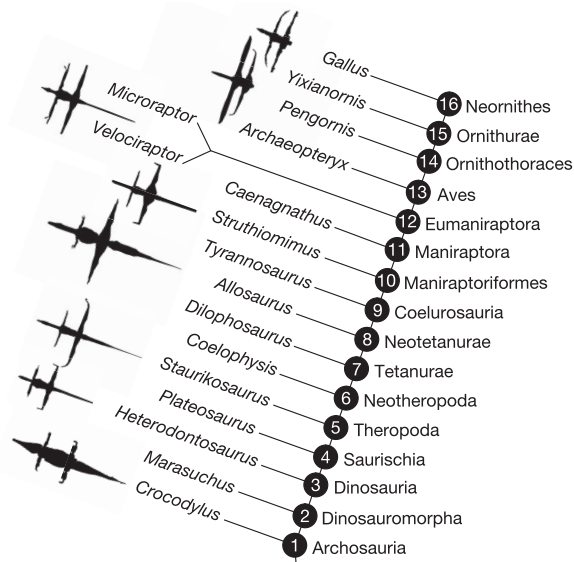 Gallus
16 Neornithes
Yixianornis
15 Ornithurae
Pengornis
14 Ornithothoraces
Archaeopteryx
13 Aves
Microraptor
Velociraptor
12 Eumaniraptora
Caenagnathus
11 Maniraptora
Struthiomimus
10 Maniraptoriformes
Tyrannosaurus
9 Coelurosauria
Allosaurus
8 Neotetanurae
Dilophosaurus
7 Tetanurae
Coelophysis
6 Neotheropoda
Staurikosaurus
5 Theropoda
Plateosaurus
4 Saurischia
Heterodontosaurus
3 Dinosauria
Marasuchus
2 Dinosauromorpha
Crocodylus
1 Archosauria